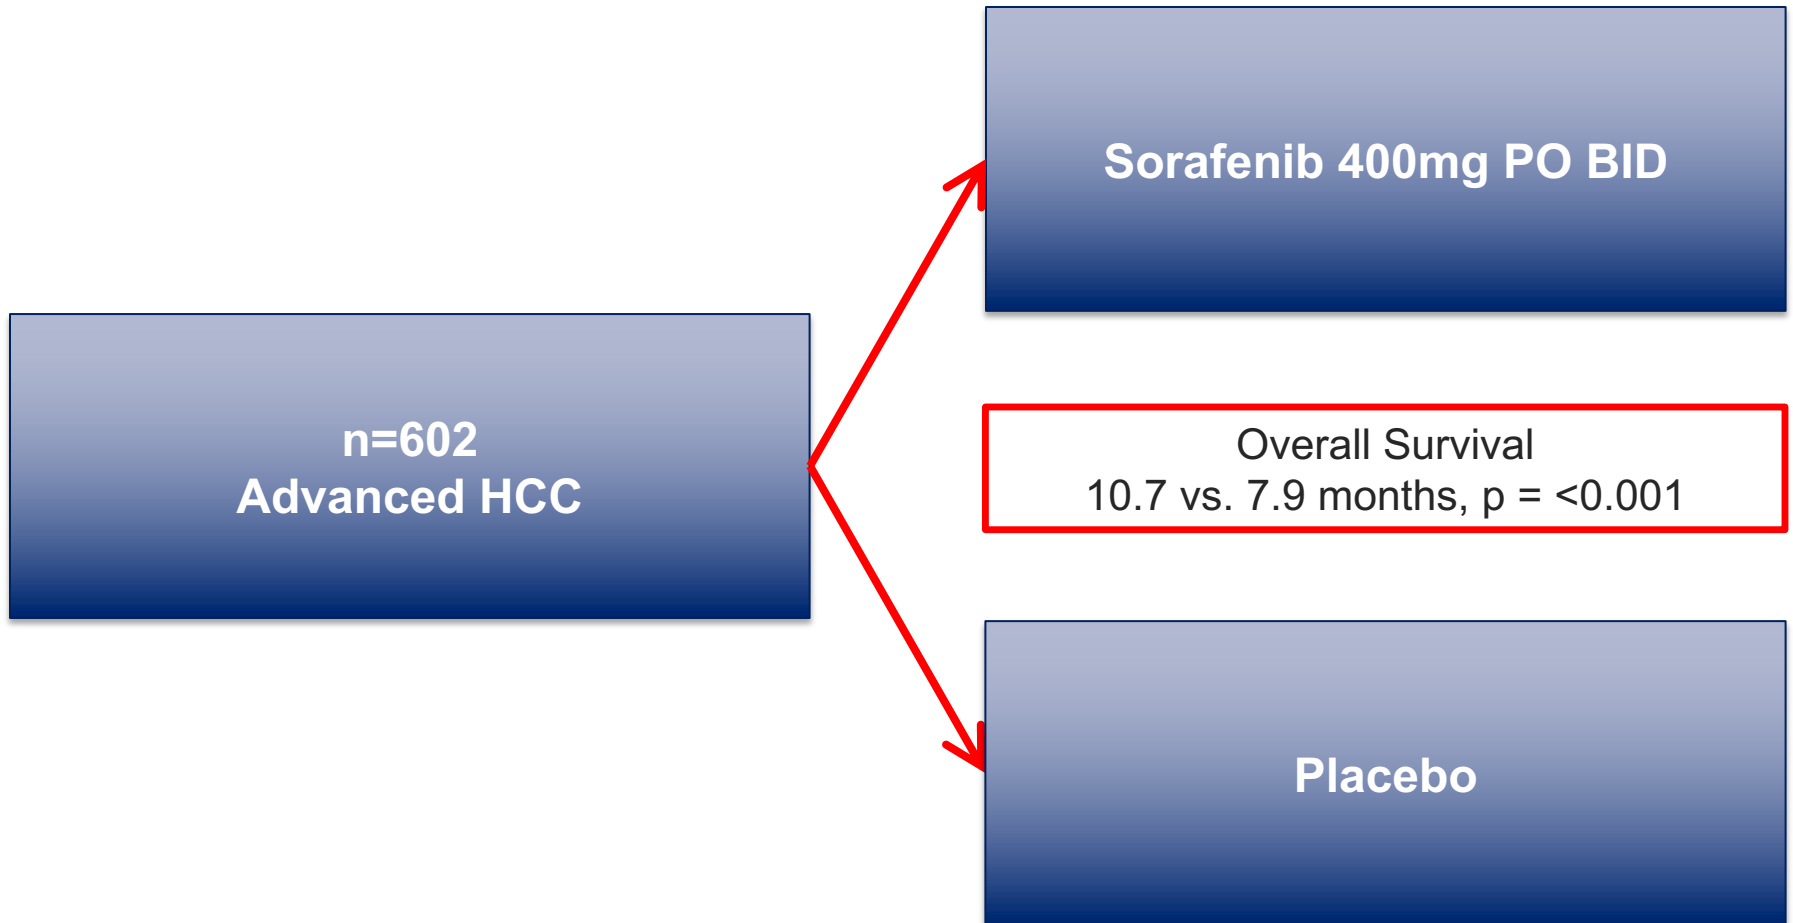 Sorafenib 400mg PO BID
n=602
Advanced HCC
Overall Survival
10.7 vs. 7.9 months, p = <0.001
Placebo